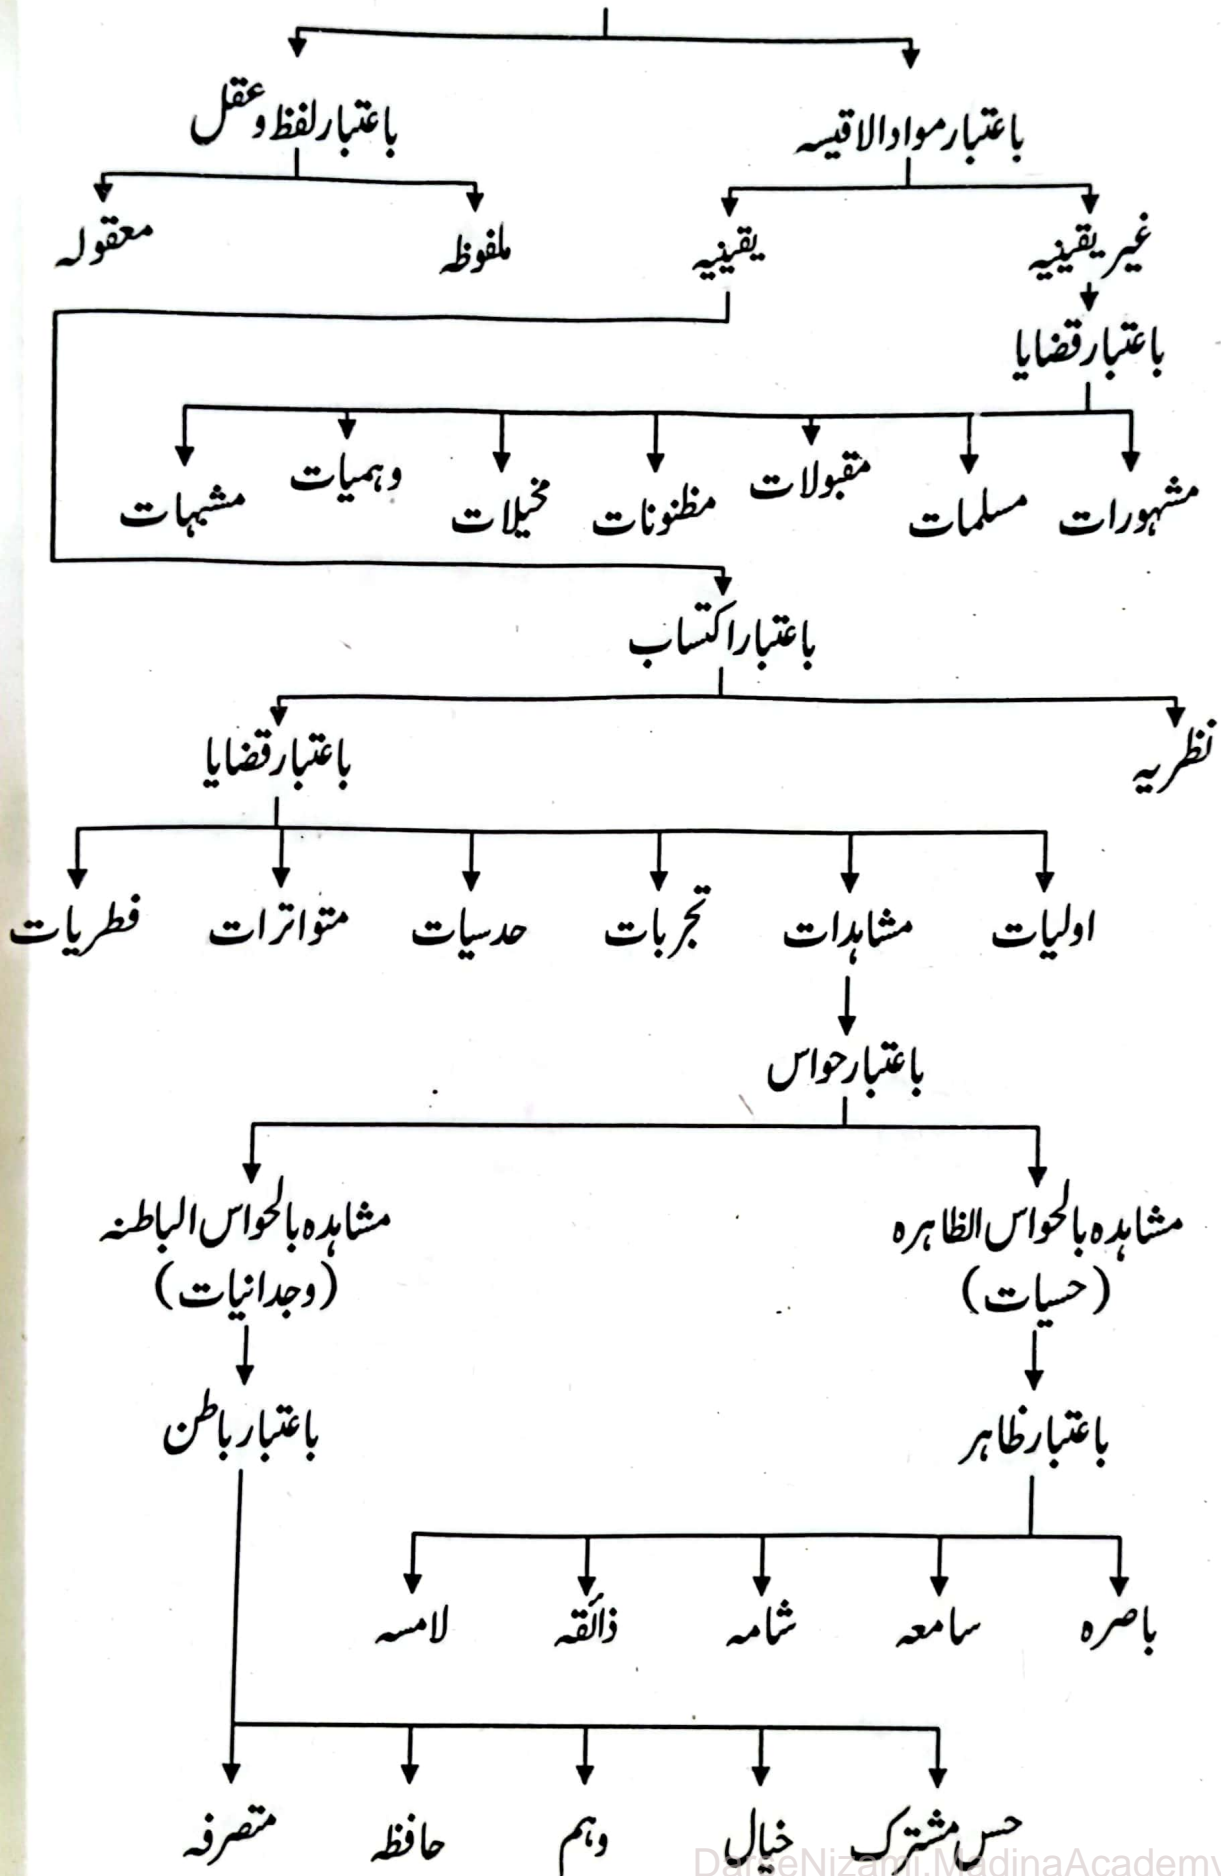 باعتبار مواد الاقیسہ باعتبار لفظ و عقل
غیر یقینیہ یقینیہ ملفوظہ معقولہ
باعتبار قضایا
مشہورات مسلمات مقبولات مظنونات مخیلات وہمیات مشبہات
باعتبار اکتساب
نظریہ باعتبار قضایا
اولیات مشاہدات تجربات حدسیات متواترات فطریات
باعتبار حواس
مشاہدہ بالحواس الظاہرہ مشاہدہ بالحواس الباطنہ
(حسیات) (وجدانیات)
باعتبار ظاہر باعتبار باطن
باصرہ سامعہ شامہ ذائقہ لامسہ
حس مشترک خیال وہم حافظہ متصرفہ
DarseNizami.MadinaAcademy